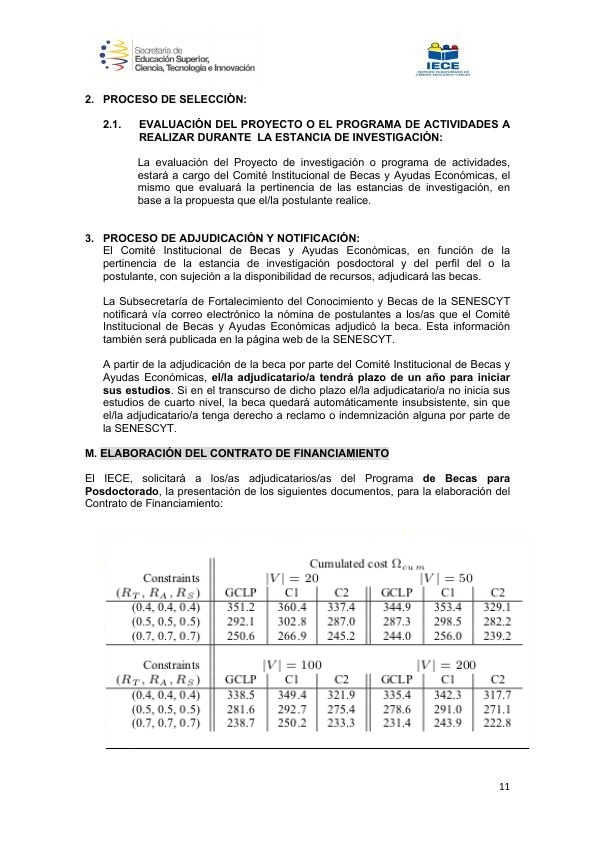 Secretaría de
Educación Superior,
Ciencia, Tecnología e Innovación
IECE
INSTITUTO ECUATORIANO DE
CRÉDITO EDUCATIVO Y BECAS
2. PROCESO DE SELECCIÒN:
2.1. EVALUACIÓN DEL PROYECTO O EL PROGRAMA DE ACTIVIDADES A
REALIZAR DURANTE LA ESTANCIA DE INVESTIGACIÓN:
La evaluación del Proyecto de investigación o programa de actividades,
estará a cargo del Comité Institucional de Becas y Ayudas Económicas, el
mismo que evaluará la pertinencia de las estancias de investigación, en
base a la propuesta que el/la postulante realice.
3. PROCESO DE ADJUDICACIÓN Y NOTIFICACIÓN:
El Comité Institucional de Becas y Ayudas Económicas, en función de la
pertinencia de la estancia de investigación posdoctoral y del perfil del o la
postulante, con sujeción a la disponibilidad de recursos, adjudicará las becas.
La Subsecretaría de Fortalecimiento del Conocimiento y Becas de la SENESCYT
notificará vía correo electrónico la nómina de postulantes a los/as que el Comité
Institucional de Becas y Ayudas Económicas adjudicó la beca. Esta información
también será publicada en la página web de la SENESCYT.
A partir de la adjudicación de la beca por parte del Comité Institucional de Becas y
Ayudas Económicas, el/la adjudicatario/a tendrá plazo de un año para iniciar
sus estudios. Si en el transcurso de dicho plazo el/la adjudicatario/a no inicia sus
estudios de cuarto nivel, la beca quedará automáticamente insubsistente, sin que
el/la adjudicatario/a tenga derecho a reclamo o indemnización alguna por parte de
la SENESCYT.
M. ELABORACIÓN DEL CONTRATO DE FINANCIAMIENTO
El IECE, solicitará a los/as adjudicatarios/as del Programa de Becas para
Posdoctorado, la presentación de los siguientes documentos, para la elaboración del
Contrato de Financiamiento:
Cumulated cost Ω_cum
Constraints |V| = 20 |V| = 50
(R_T, R_A, R_S) GCLP C1 C2 GCLP C1 C2
(0.4, 0.4, 0.4) 351.2 360.4 337.4 344.9 353.4 329.1
(0.5, 0.5, 0.5) 292.1 302.8 287.0 287.3 298.5 282.2
(0.7, 0.7, 0.7) 250.6 266.9 245.2 244.0 256.0 239.2
Constraints |V| = 100 |V| = 200
(R_T, R_A, R_S) GCLP C1 C2 GCLP C1 C2
(0.4, 0.4, 0.4) 338.5 349.4 321.9 335.4 342.3 317.7
(0.5, 0.5, 0.5) 281.6 292.7 275.4 278.6 291.0 271.1
(0.7, 0.7, 0.7) 238.7 250.2 233.3 231.4 243.9 222.8
11